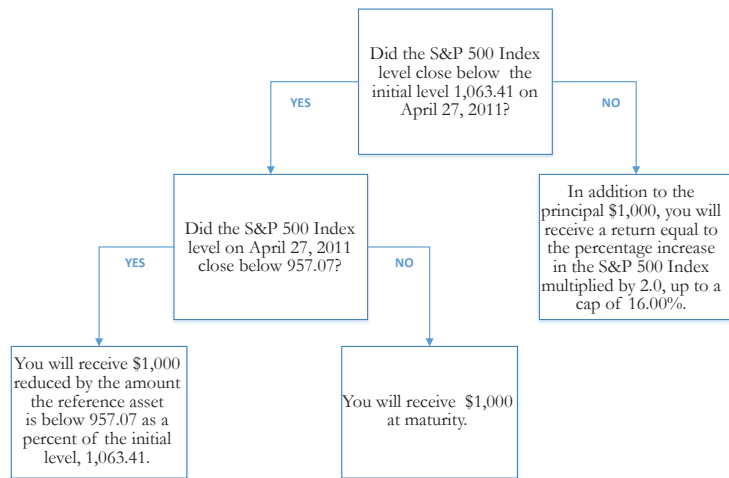 Did the S&P 500 Index
level close below the
initial level 1,063.41 on
April 27, 2011?
YES
NO
Did the S&P 500 Index
level on April 27, 2011
close below 957.07?
In addition to the
principal $1,000, you will
receive a return equal to
the percentage increase
in the S&P 500 Index
multiplied by 2.0, up to a
cap of 16.00%.
YES
NO
You will receive $1,000
reduced by the amount
the reference asset
is below 957.07 as a
percent of the initial
level, 1,063.41.
You will receive $1,000
at maturity.